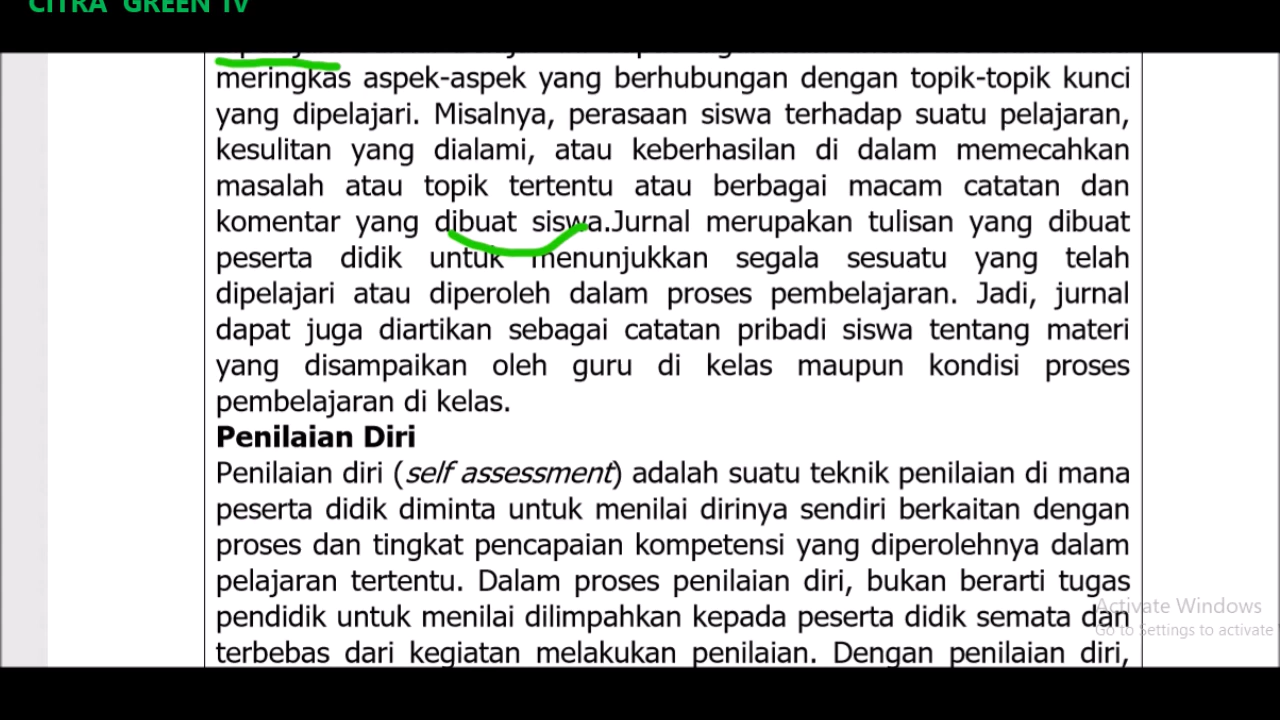 CITRA GREEN TV
meringkas aspek-aspek yang berhubungan dengan topik-topik kunci
yang dipelajari. Misalnya, perasaan siswa terhadap suatu pelajaran,
kesulitan yang dialami, atau keberhasilan di dalam memecahkan
masalah atau topik tertentu atau berbagai macam catatan dan
komentar yang dibuat siswa.Jurnal merupakan tulisan yang dibuat
peserta didik untuk menunjukkan segala sesuatu yang telah
dipelajari atau diperoleh dalam proses pembelajaran. Jadi, jurnal
dapat juga diartikan sebagai catatan pribadi siswa tentang materi
yang disampaikan oleh guru di kelas maupun kondisi proses
pembelajaran di kelas.
Penilaian Diri
Penilaian diri (self assessment) adalah suatu teknik penilaian di mana
peserta didik diminta untuk menilai dirinya sendiri berkaitan dengan
proses dan tingkat pencapaian kompetensi yang diperolehnya dalam
pelajaran tertentu. Dalam proses penilaian diri, bukan berarti tugas
pendidik untuk menilai dilimpahkan kepada peserta didik semata dan
terbebas dari kegiatan melakukan penilaian. Dengan penilaian diri,
Activate Windows
Go to Settings to activate